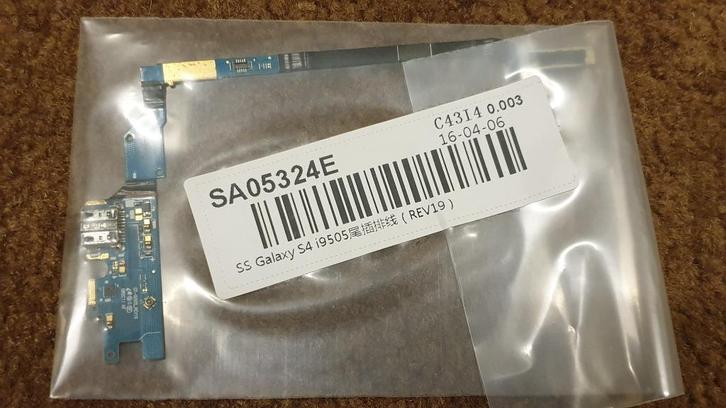 C43I4 0.003
16-04-06
SA05324E
SS Galaxy S4 i9505尾插排线（REV19）